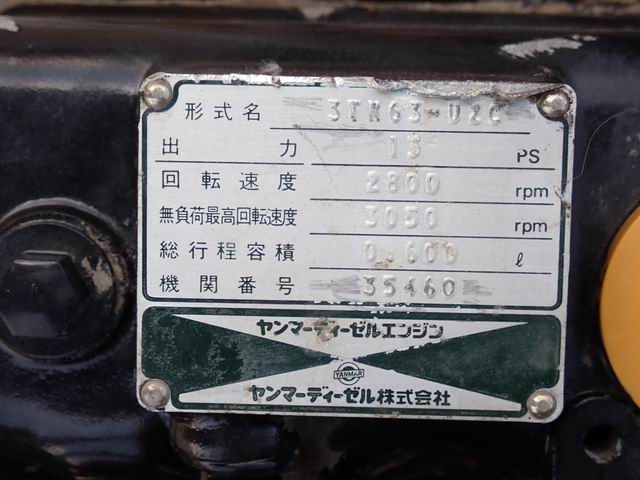 形式名 3TN63-U2C
出力 13 PS
回転速度 2800 rpm
無負荷最高回転速度 3050 rpm
総行程容積 0.600 ℓ
機関番号 35460
ヤンマーディーゼルエンジン
YANMAR
ヤンマーディーゼル株式会社